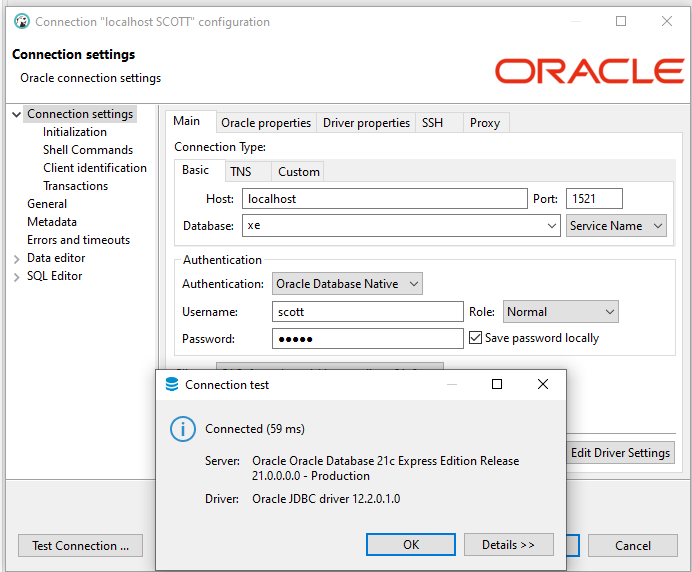 Connection "localhost SCOTT" configuration
Connection settings
Oracle connection settings
ORACLE
Connection settings
Initialization
Shell Commands
Client identification
Transactions
General
Metadata
Errors and timeouts
Data editor
SQL Editor
Main
Oracle properties
Driver properties
SSH
Proxy
Connection Type:
Basic
TNS
Custom
Host:
localhost
Port:
1521
Database:
xe
Service Name
Authentication
Authentication:
Oracle Database Native
Username:
scott
Role:
Normal
Password:
●●●●●
Save password locally
Edit Driver Settings
Connection test
Connected (59 ms)
Server:
Oracle Oracle Database 21c Express Edition Release
21.0.0.0.0 - Production
Driver:
Oracle JDBC driver 12.2.0.1.0
OK
Details >>
Test Connection ...
Cancel